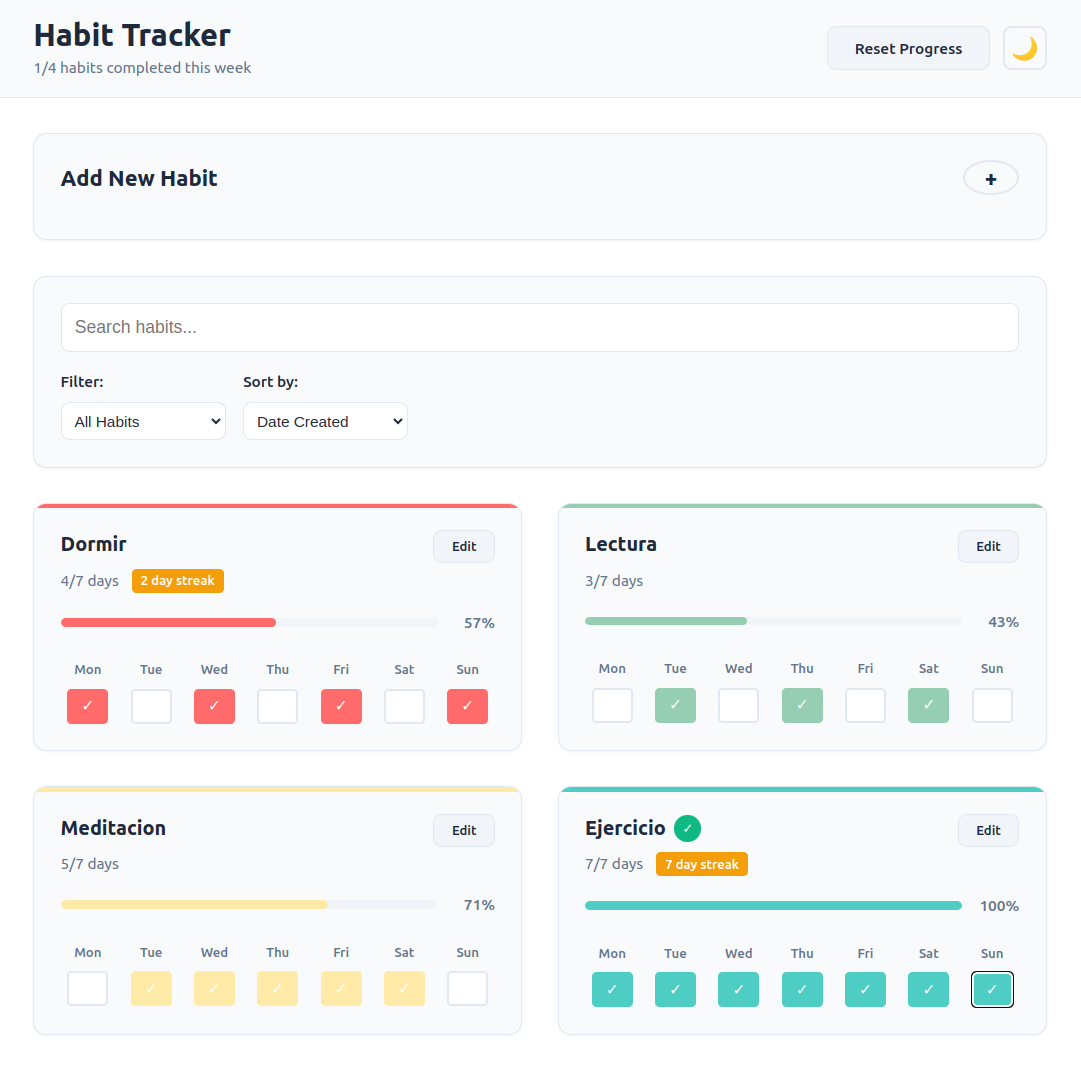 Habit Tracker
1/4 habits completed this week
Reset Progress
Add New Habit
+
Search habits...
Filter:
Sort by:
All Habits
Date Created
Dormir
Edit
4/7 days
2 day streak
57%
Mon Tue Wed Thu Fri Sat Sun
✓ ✓ ✓ ✓
Lectura
Edit
3/7 days
43%
Mon Tue Wed Thu Fri Sat Sun
✓ ✓ ✓
Meditacion
Edit
5/7 days
71%
Mon Tue Wed Thu Fri Sat Sun
✓ ✓ ✓ ✓ ✓
Ejercicio ✓
Edit
7/7 days
7 day streak
100%
Mon Tue Wed Thu Fri Sat Sun
✓ ✓ ✓ ✓ ✓ ✓ ✓